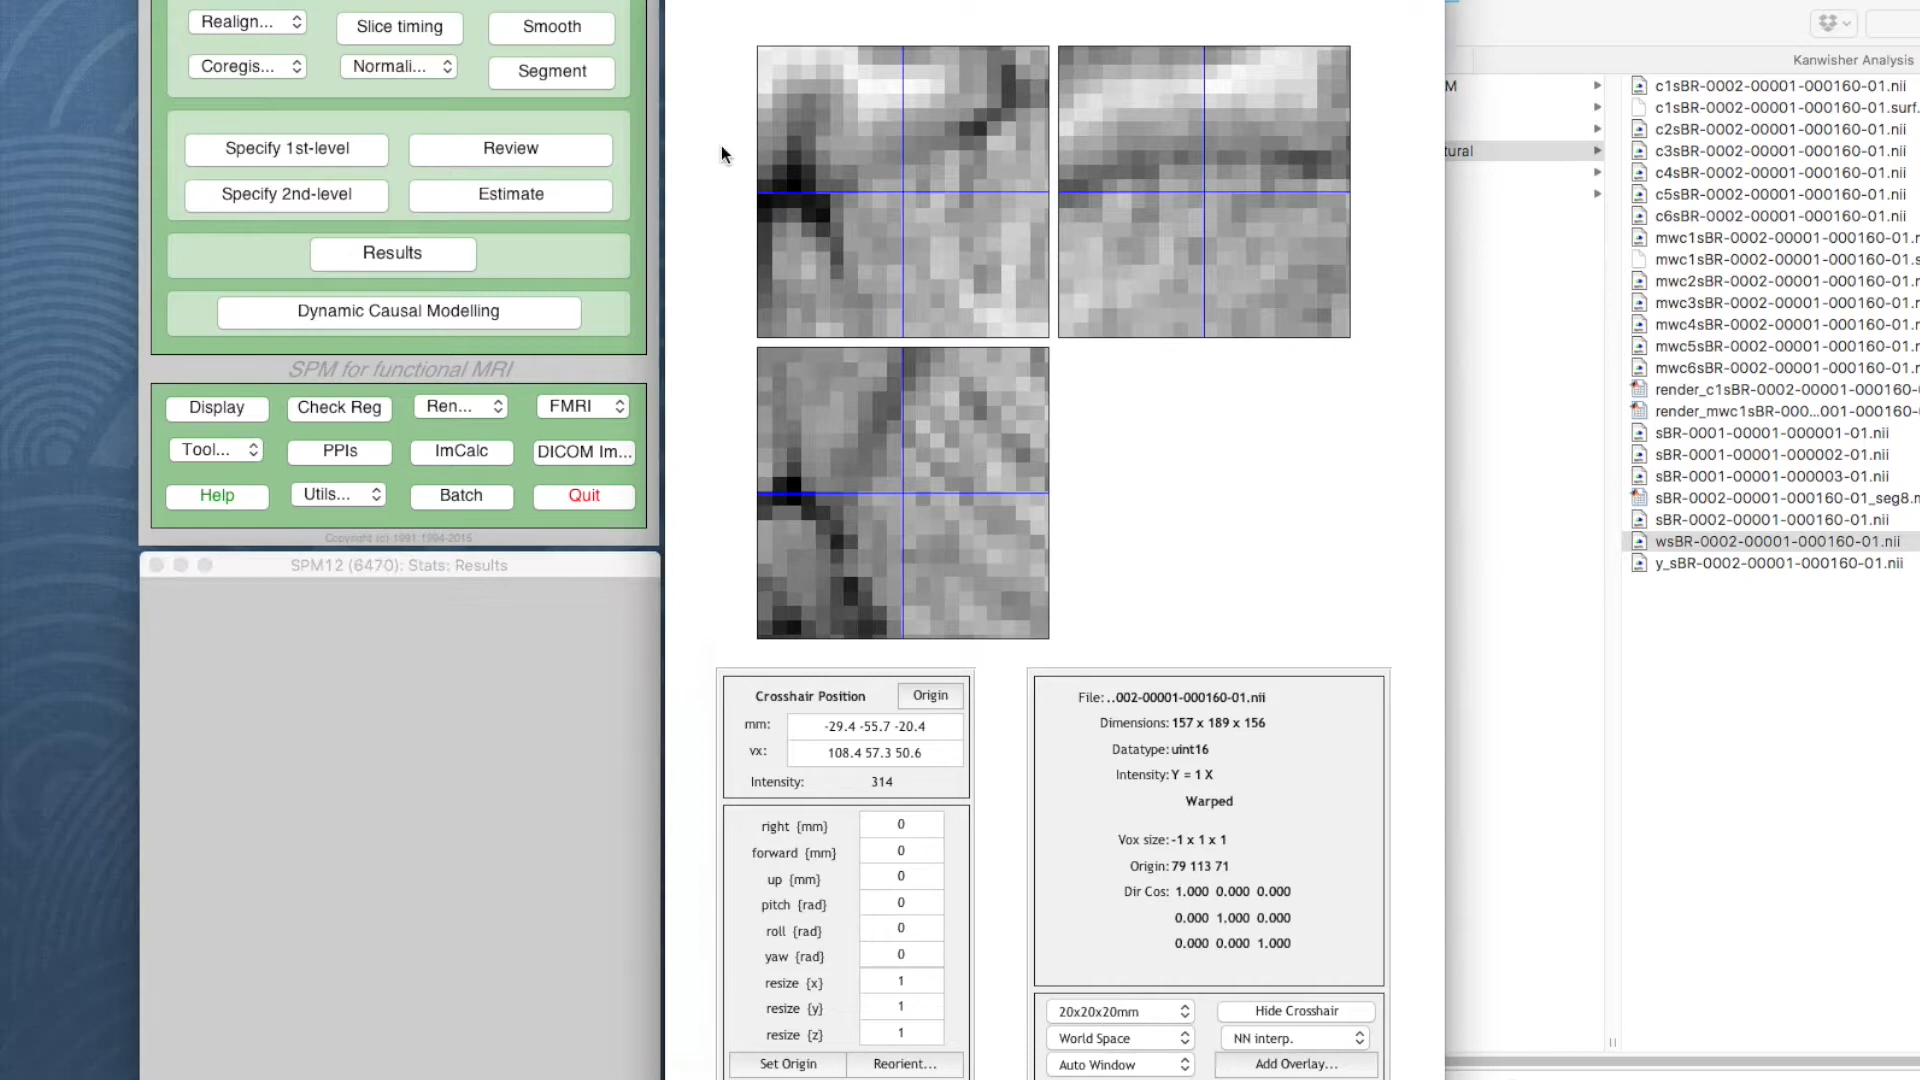 Realign...
Slice timing
Smooth
Coregis...
Normali...
Segment
Specify 1st-level
Review
Specify 2nd-level
Estimate
Results
Dynamic Causal Modelling
SPM for functional MRI
Display
Check Reg
Ren...
FMRI
Tool...
PPIs
ImCalc
DICOM Im...
Help
Utils...
Batch
Quit
Copyright (c) 1991,1994-2015
SPM12 (6470): Stats: Results
Crosshair Position
Origin
mm:
-29.4 -55.7 -20.4
vx:
108.4 57.3 50.6
Intensity:
314
right {mm}
0
forward {mm}
0
up {mm}
0
pitch {rad}
0
roll {rad}
0
yaw {rad}
0
resize {x}
1
resize {y}
1
resize {z}
1
Set Origin
Reorient...
File: ..002-00001-000160-01.nii
Dimensions: 157 x 189 x 156
Datatype: uint16
Intensity: Y = 1 X
Warped
Vox size: -1 x 1 x 1
Origin: 79 113 71
Dir Cos: 1.000 0.000 0.000
0.000 1.000 0.000
0.000 0.000 1.000
20x20x20mm
Hide Crosshair
World Space
NN interp.
Auto Window
Add Overlay...
Kanwisher Analysis
M
tural
c1sBR-0002-00001-000160-01.nii
c1sBR-0002-00001-000160-01.surf.
c2sBR-0002-00001-000160-01.nii
c3sBR-0002-00001-000160-01.nii
c4sBR-0002-00001-000160-01.nii
c5sBR-0002-00001-000160-01.nii
c6sBR-0002-00001-000160-01.nii
mwc1sBR-0002-00001-000160-01.n
mwc1sBR-0002-00001-000160-01.s
mwc2sBR-0002-00001-000160-01.n
mwc3sBR-0002-00001-000160-01.n
mwc4sBR-0002-00001-000160-01.n
mwc5sBR-0002-00001-000160-01.n
mwc6sBR-0002-00001-000160-01.n
render_c1sBR-0002-00001-000160-
render_mwc1sBR-000...001-000160-
sBR-0001-00001-000001-01.nii
sBR-0001-00001-000002-01.nii
sBR-0001-00001-000003-01.nii
sBR-0002-00001-000160-01_seg8.m
sBR-0002-00001-000160-01.nii
wsBR-0002-00001-000160-01.nii
y_sBR-0002-00001-000160-01.nii